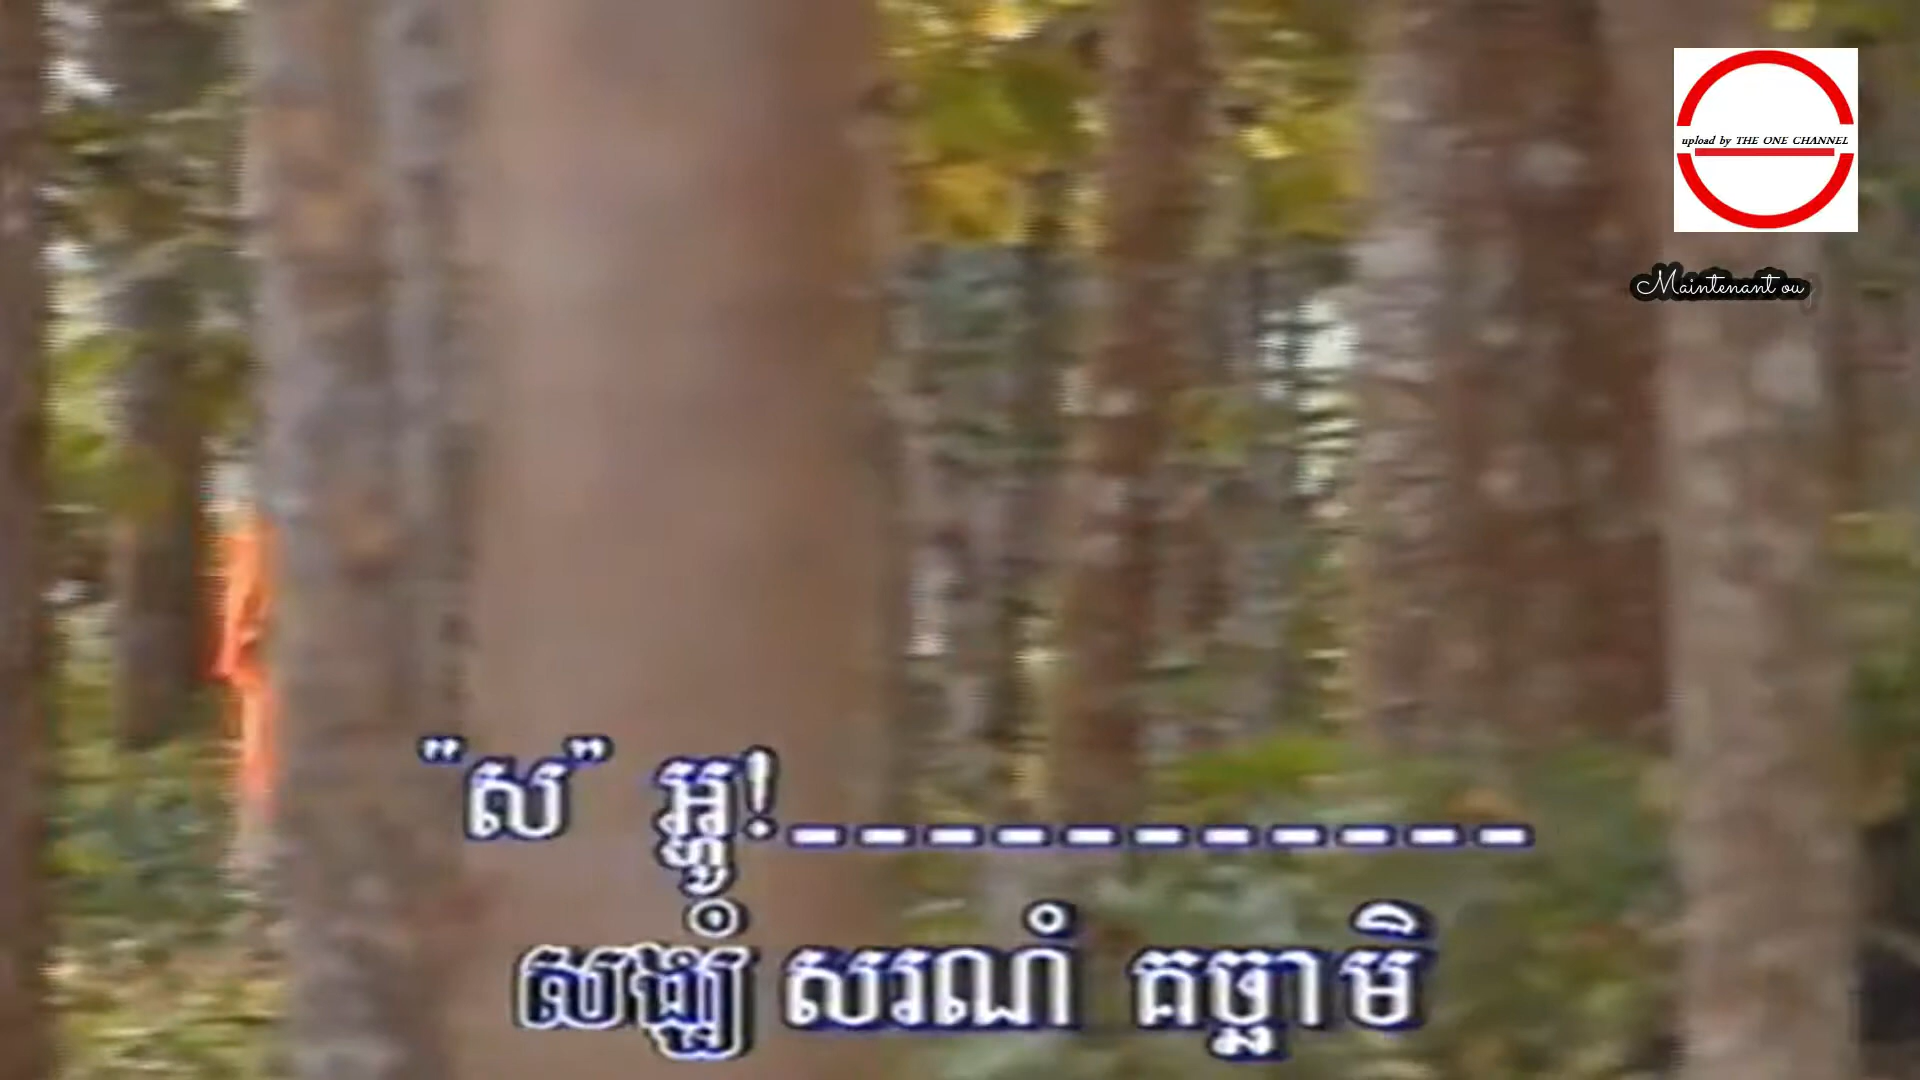 upload by THE ONE CHANNEL
Maintenant ou
"ស" អូហ្ន៎!-----------
សង្ឃំ សរណំ គច្ឆាមិ